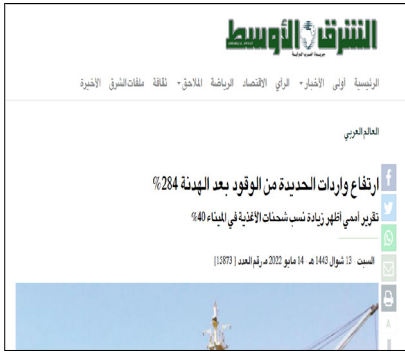 الشرق الأوسط
جريدة العرب الدولية
الرئيسية أولى الأخبار الرأي الاقتصاد الرياضة الملاحق ثقافة ملفات الشرق الأخيرة
العالم العربي
ارتفاع واردات الحديدة من الوقود بعد الهدنة 284%
تقرير أممي أظهر زيادة نسب شحنات الأغذية في الميناء 40%
السبت - 13 شوال 1443 هـ - 14 مايو 2022 مـ رقم العدد [ 15873]